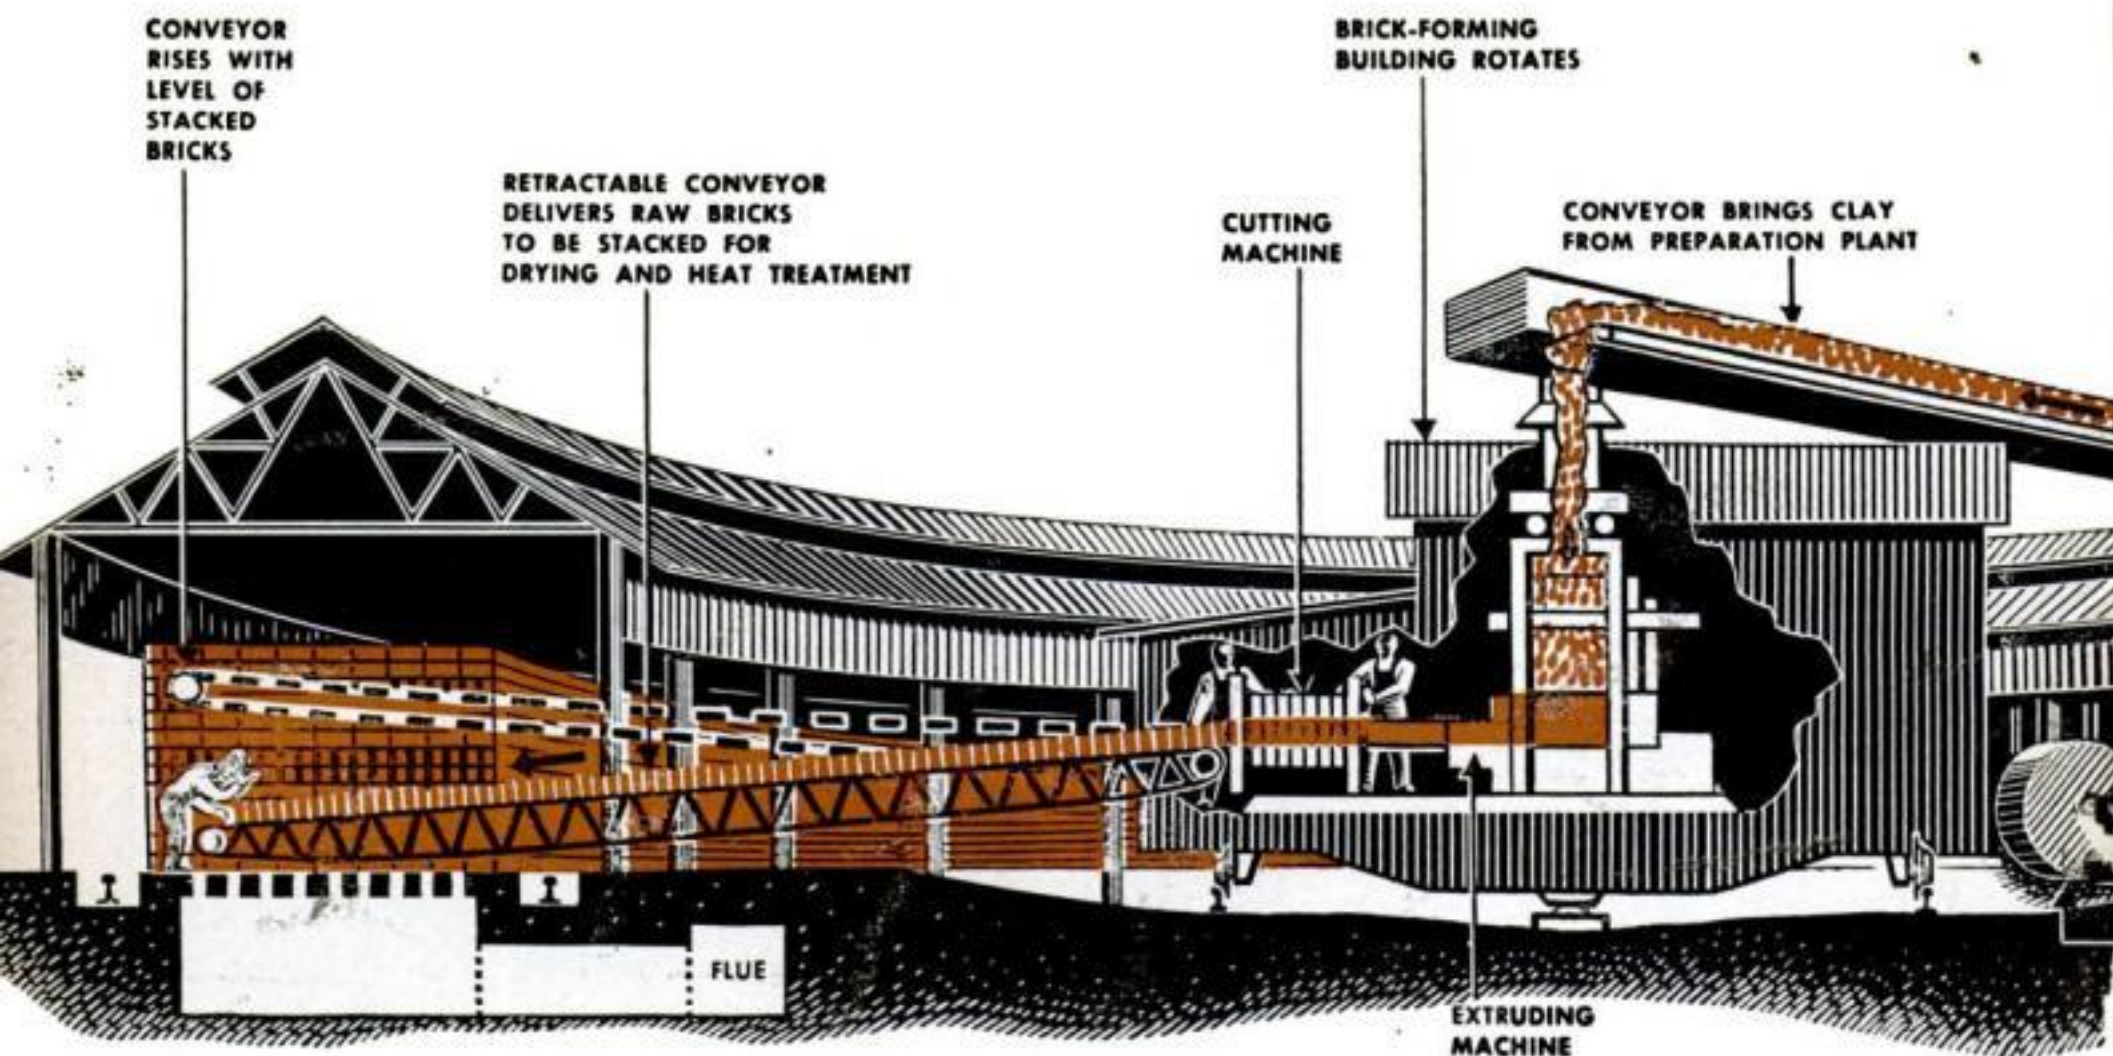 CONVEYOR
RISES WITH
LEVEL OF
STACKED
BRICKS
RETRACTABLE CONVEYOR
DELIVERS RAW BRICKS
TO BE STACKED FOR
DRYING AND HEAT TREATMENT
CUTTING
MACHINE
BRICK-FORMING
BUILDING ROTATES
CONVEYOR BRINGS CLAY
FROM PREPARATION PLANT
FLUE
EXTRUDING
MACHINE